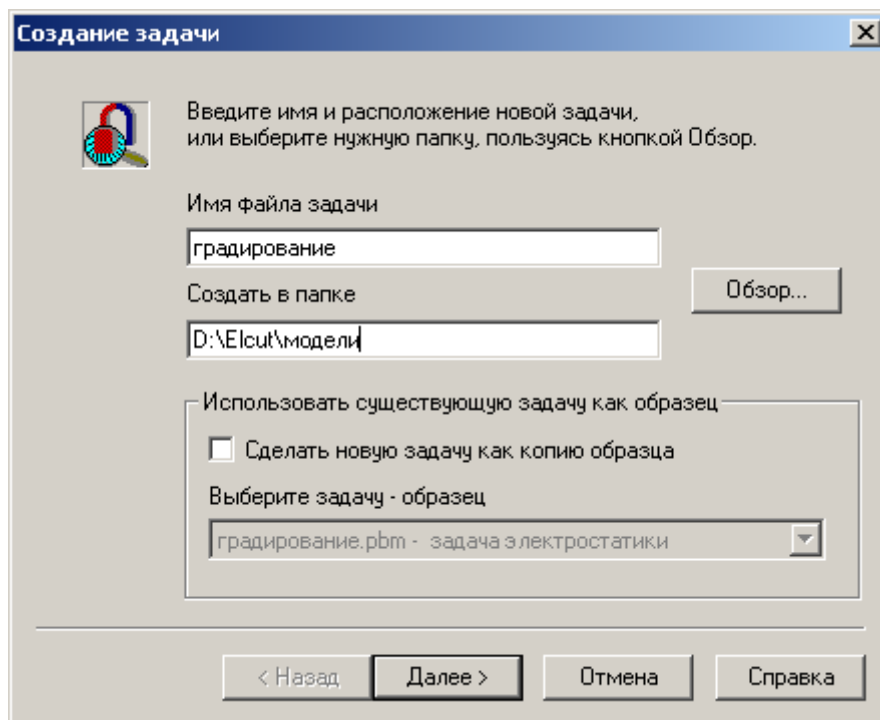 Создание задачи
Введите имя и расположение новой задачи,
или выберите нужную папку, пользуясь кнопкой Обзор.
Имя файла задачи
градирование
Обзор...
Создать в папке
D:\Elcut\модели
Использовать существующую задачу как образец
Сделать новую задачу как копию образца
Выберите задачу - образец
градирование.pbm - задача электростатики
< Назад
Далее >
Отмена
Справка